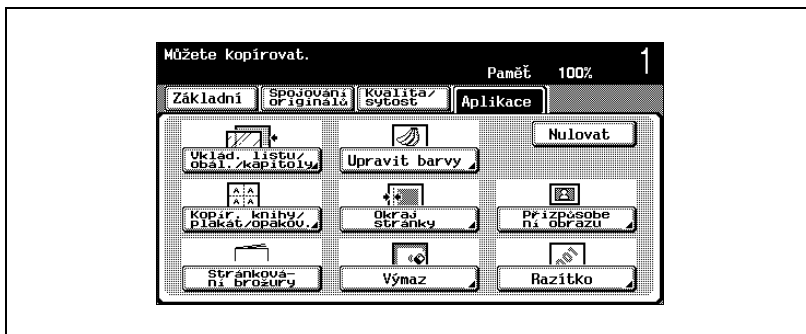 Můžete kopírovat.
1
Paměť 100%
Základní
Spojování
originálů
Kvalita/
sytost
Aplikace
Nulovat
Vklád. listu/
obál./kapitoly
Upravit barvy
Kopír. knihy/
plakát/opakov.
Okraj
stránky
Přizpůsobe
ní obrazu
Stránková-
ní brožury
Výmaz
Razítko